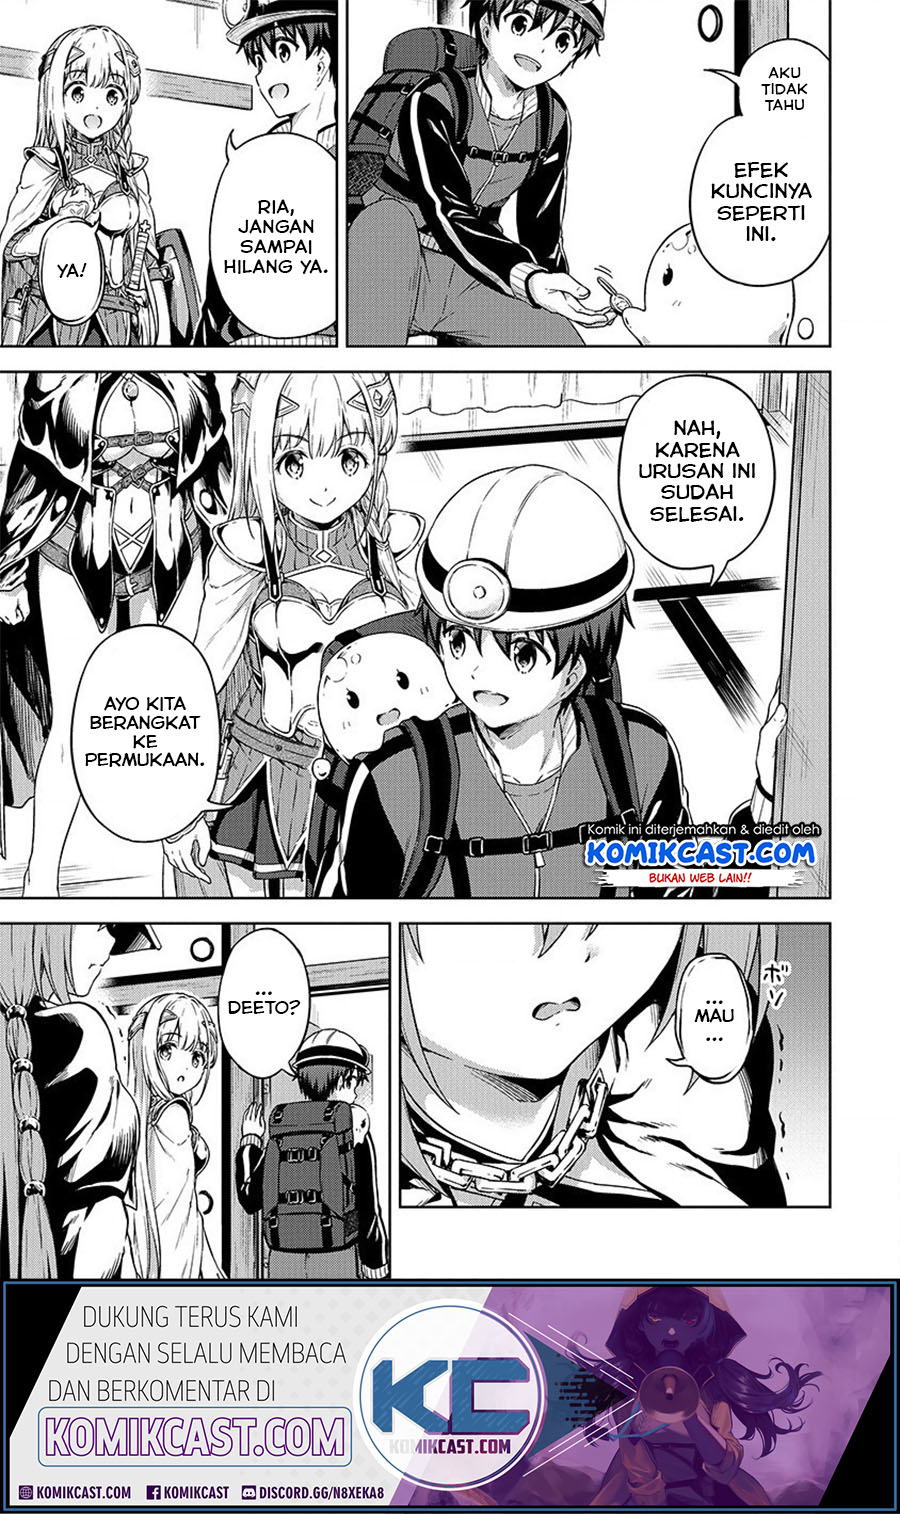 AKU
TIDAK
TAHU
EFEK
KUNCINYA
SEPERTI
INI.
RIA,
JANGAN
SAMPAI
HILANG YA.
YA!
NAH,
KARENA
URUSAN INI
SUDAH
SELESAI.
AYO KITA
BERANGKAT
KE
PERMUKAAN.
Komik ini diterjemahkan & diedit oleh
KOMIKCAST.COM
BUKAN WEB LAIN!!
...
MAU
...
ボソ
...
DEETO?
DUKUNG TERUS KAMI
DENGAN SELALU MEMBACA
DAN BERKOMENTAR DI
KOMIKCAST.COM
KC
KOMIKCAST.COM
KOMIKCAST.COM KOMIKCAST DISCORD.GG/N8XEKA8